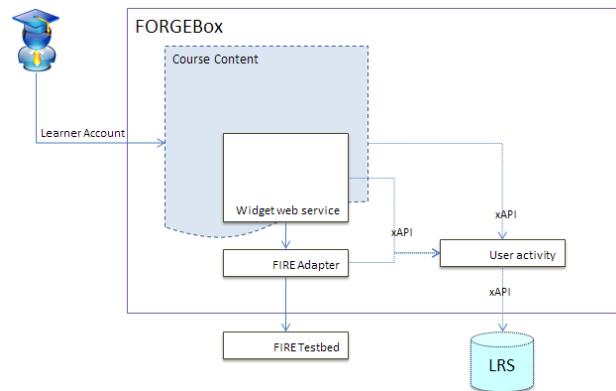 FORGEBox
Course Content
Learner Account
Widget web service
xAPI
xAPI
User activity
FIRE Adapter
xAPI
FIRE Testbed
LRS